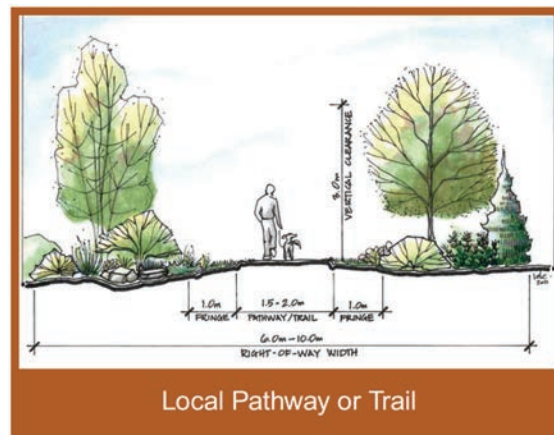 3.0m
VERTICAL CLEARANCE
1.0m
FRINGE
1.5-2.0m
PATHWAY/TRAIL
1.0m
FRINGE
6.0m-10.0m
RIGHT-OF-WAY WIDTH
Local Pathway or Trail